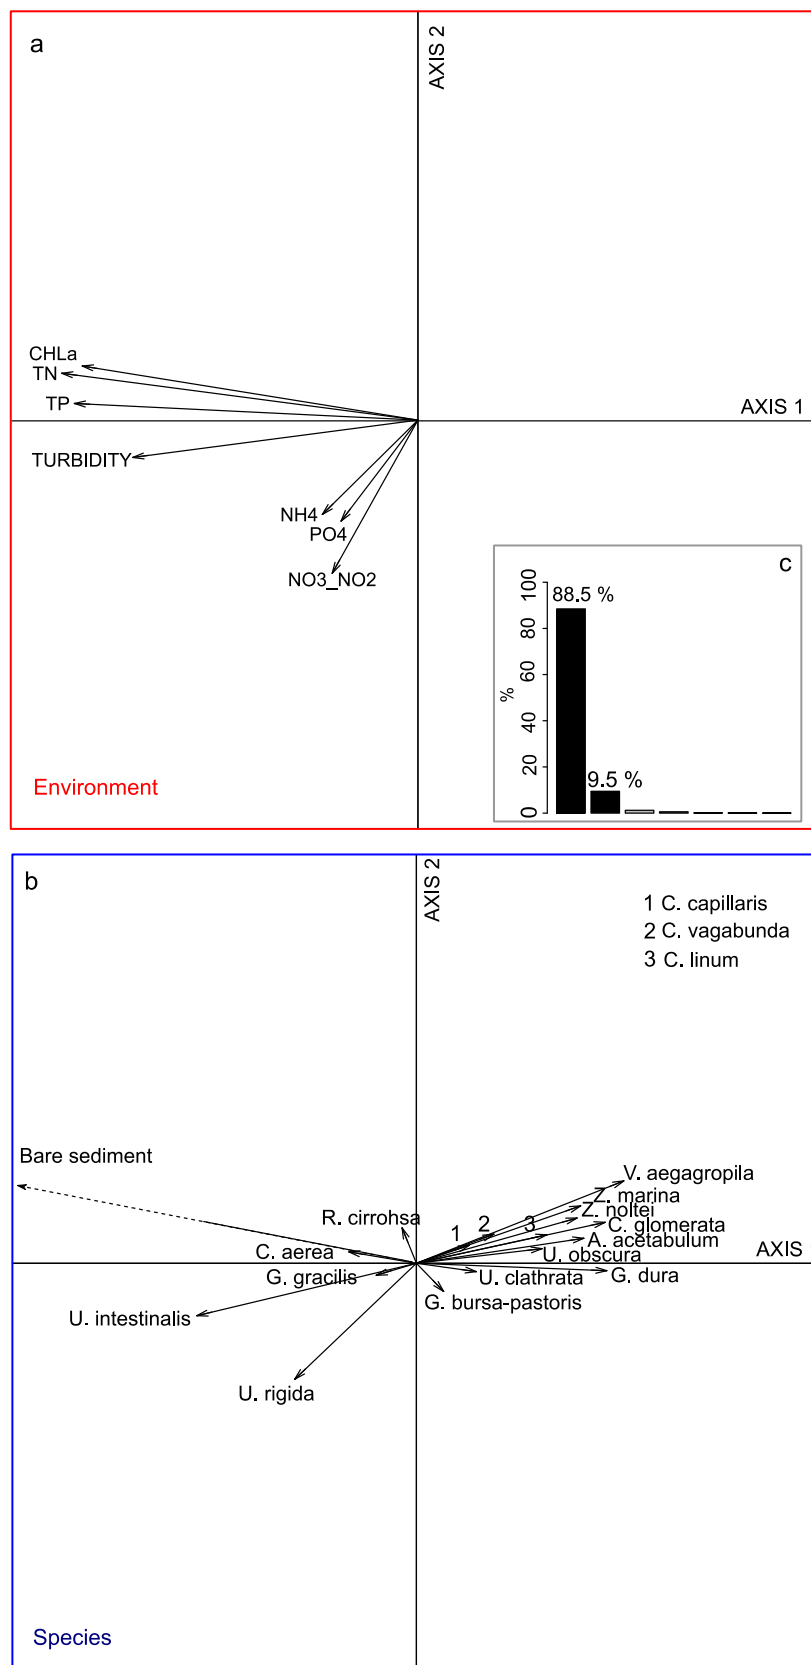 a
AXIS 2
CHLa
TN
TP
AXIS 1
TURBIDITY
NH4
PO4
NO3_NO2
c
100
80
60
40
20
0
%
88.5 %
9.5 %
Environment
b
AXIS 2
1 C. capillaris
2 C. vagabunda
3 C. linum
Bare sediment
V. aegagropila
Z. marina
Z. noltei
R. cirrohsa
1
2
3
C. glomerata
A. acetabulum
C. aerea
U. obscura
AXIS
G. gracilis
U. clathrata
G. dura
G. bursa-pastoris
U. intestinalis
U. rigida
Species